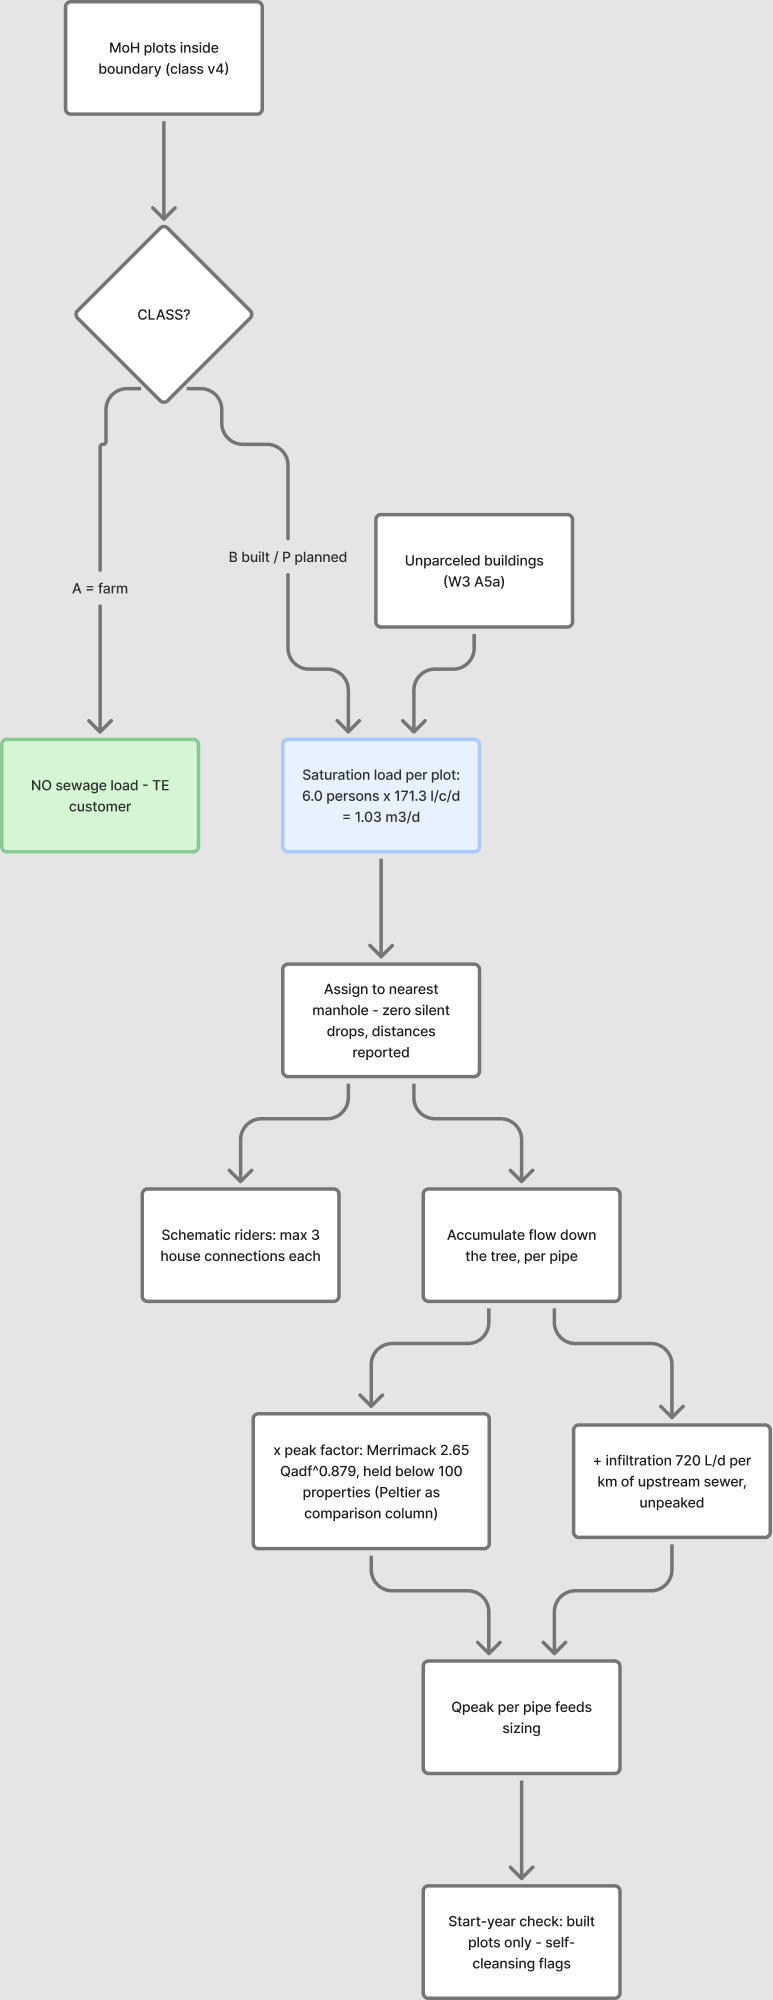 MoH plots inside
boundary (class v4)
CLASS?
B built / P planned
Unparceled buildings
(W3 A5a)
A = farm
NO sewage load - TE
customer
Saturation load per plot:
6.0 persons x 171.3 l/c/d
= 1.03 m3/d
Assign to nearest
manhole - zero silent
drops, distances
reported
Schematic riders: max 3
house connections each
Accumulate flow down
the tree, per pipe
x peak factor: Merrimack 2.65
Qadf^0.879, held below 100
properties (Peltier as
comparison column)
+ infiltration 720 L/d per
km of upstream sewer,
unpeaked
Qpeak per pipe feeds
sizing
Start-year check: built
plots only - self-
cleansing flags